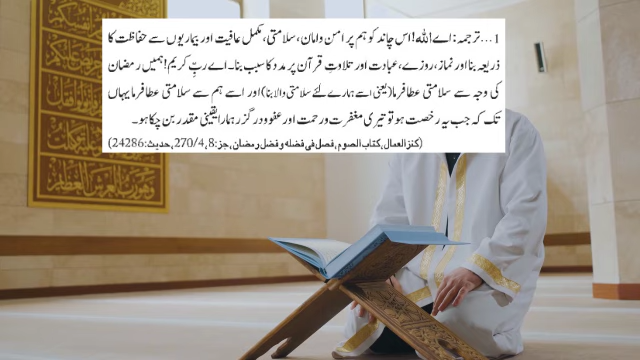 1…ترجمہ: اے اللہ! اس چاند کو ہم پر امن و امان، سلامتی، مکمل عافیت اور بیماریوں سے حفاظت کا
ذریعہ بنا اور نماز، روزے، عبادت اور تلاوتِ قرآن پر مدد کا سبب بنا۔ اے ربِّ کریم! ہمیں رمضان
کی وجہ سے سلامتی عطا فرما (یعنی اسے ہمارے لئے سلامتی والا بنا) اور اسے ہم سے سلامتی عطا فرما یہاں
تک کہ جب یہ رخصت ہو تو تیری مغفرت و رحمت اور عفو و درگزر ہمارا یقینی مقدر بن چکا ہو۔
(کنز العمال، کتاب الصوم، فصل فی فضلہ و فضل رمضان، جز:8، 270/4، حدیث:24286)